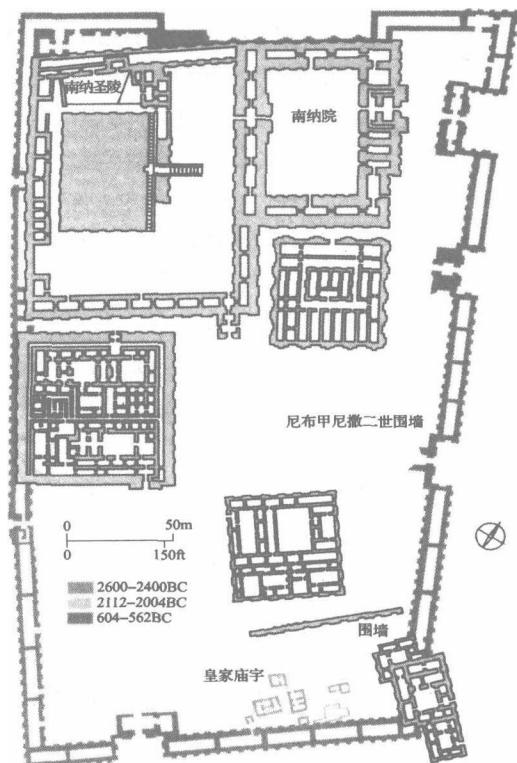 南纳圣陵
南纳院
尼布甲尼撒二世围墙
0 50m
0 150ft
2600–2400BC
2112–2004BC
604–562BC
围墙
皇家庙宇